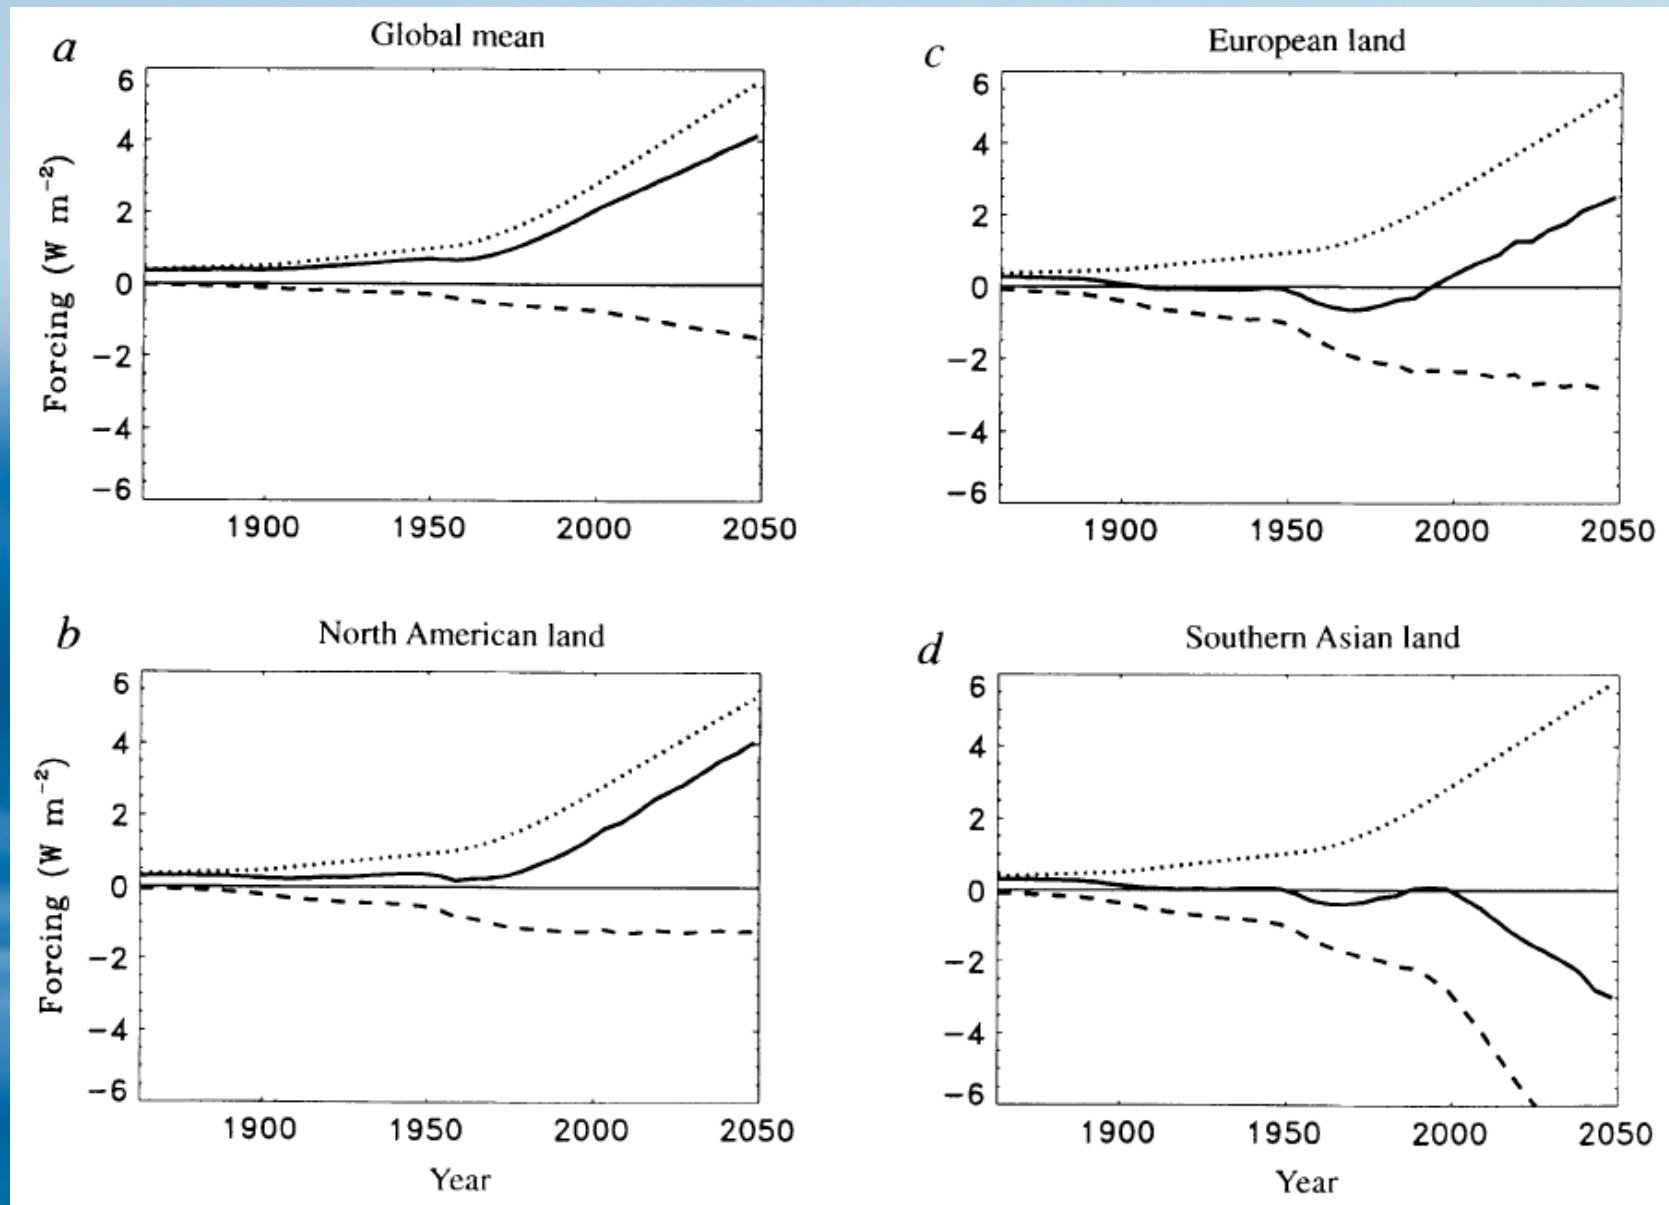 a
Global mean
6
4
2
0
−2
−4
−6
Forcing (W m−2)
1900 1950 2000 2050
c
European land
6
4
2
0
−2
−4
−6
1900 1950 2000 2050
b
North American land
6
4
2
0
−2
−4
−6
Forcing (W m−2)
1900 1950 2000 2050
Year
d
Southern Asian land
6
4
2
0
−2
−4
−6
1900 1950 2000 2050
Year